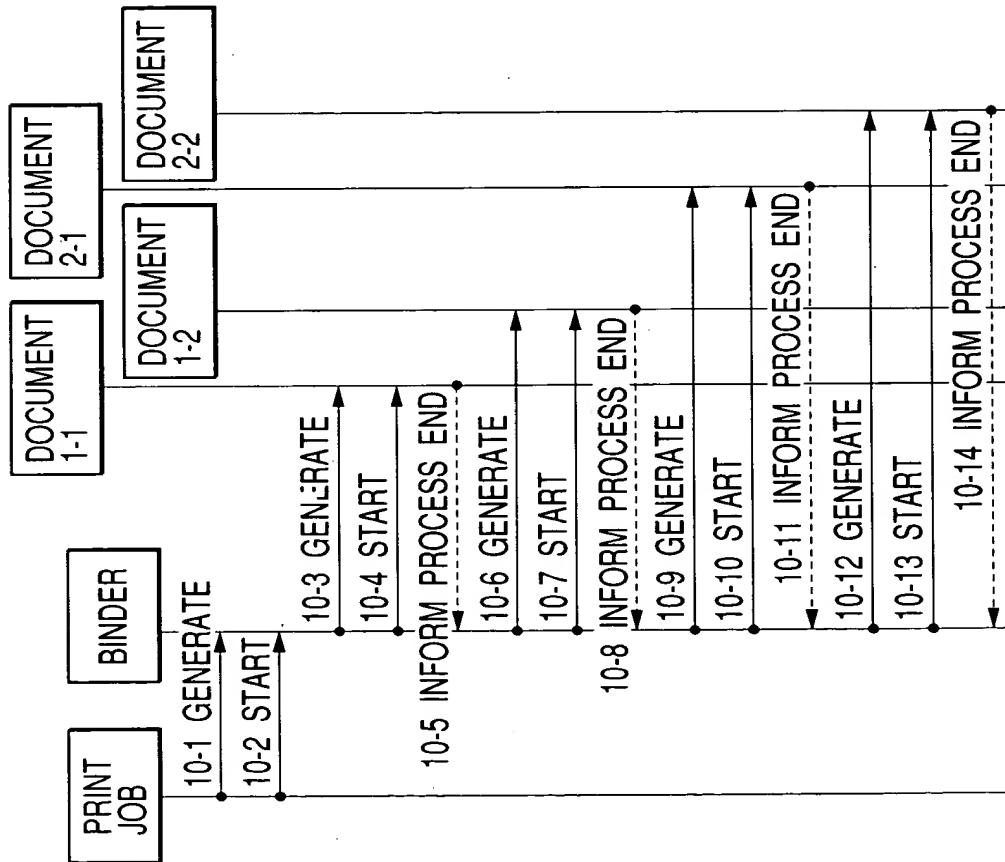 PRINT
JOB
BINDER
DOCUMENT
1-1
DOCUMENT
1-2
DOCUMENT
2-1
DOCUMENT
2-2
10-1 GENERATE
10-2 START
10-3 GENERATE
10-4 START
10-5 INFORM PROCESS END
10-6 GENERATE
10-7 START
10-8 INFORM PROCESS END
10-9 GENERATE
10-10 START
10-11 INFORM PROCESS END
10-12 GENERATE
10-13 START
10-14 INFORM PROCESS END